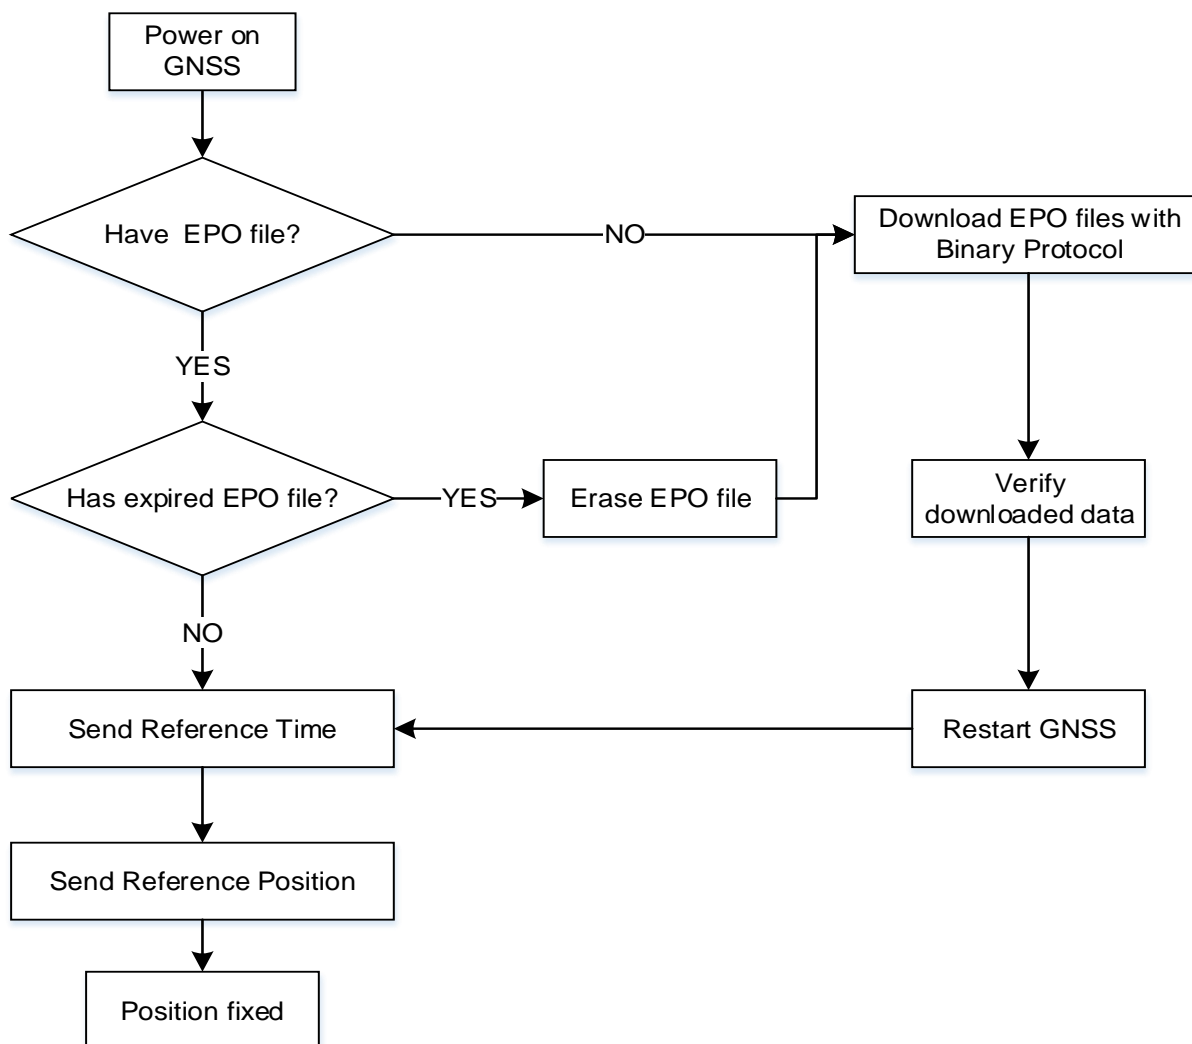 Power on
GNSS
Have EPO file?
NO
Download EPO files with
Binary Protocol
YES
Has expired EPO file?
YES
Erase EPO file
Verify
downloaded data
NO
Send Reference Time
Restart GNSS
Send Reference Position
Position fixed